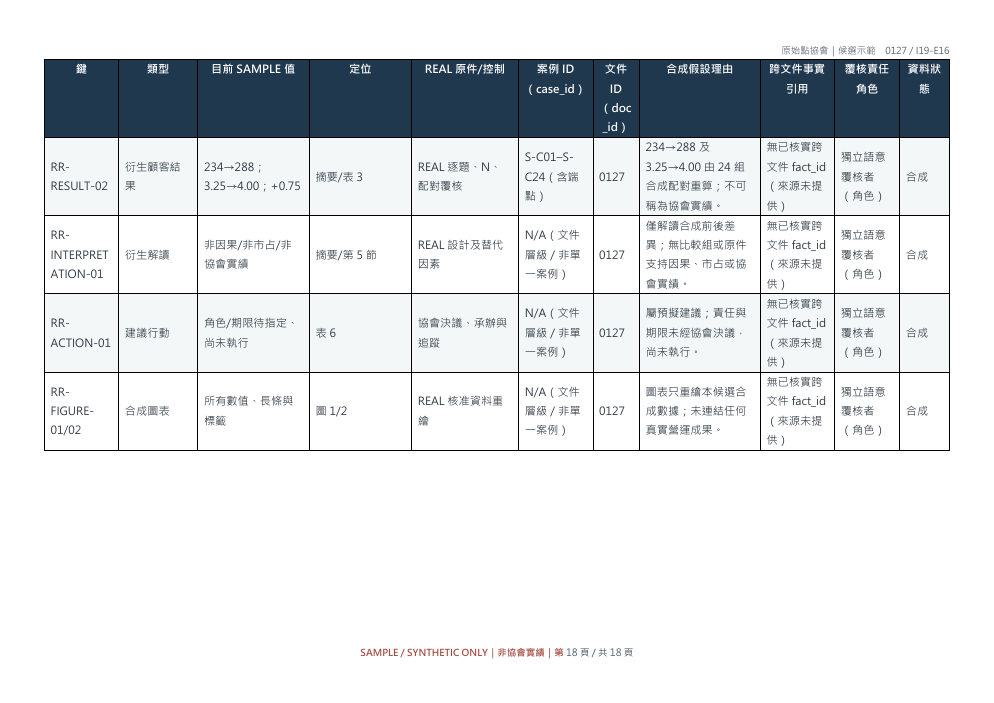 原始點協會｜候選示範 0127 / I19-E16
鍵
類型
目前 SAMPLE 值
定位
REAL 原件/控制
案例 ID
（case_id）
文件
ID
（doc
_id）
合成假設理由
跨文件事實
引用
覆核責任
角色
資料狀
態
RR-
RESULT-02
衍生顧客結
果
234→288；
3.25→4.00；+0.75
摘要/表 3
REAL 逐題、N、
配對覆核
S-C01–S-
C24（含端
點）
0127
234→288 及
3.25→4.00 由 24 組
合成配對重算；不可
稱為協會實績。
無已核實跨
文件 fact_id
（來源未提
供）
獨立語意
覆核者
（角色）
合成
RR-
INTERPRET
ATION-01
衍生解讀
非因果/非市占/非
協會實績
摘要/第 5 節
REAL 設計及替代
因素
N/A（文件
層級 / 非單
一案例）
0127
僅解讀合成前後差
異；無比較組或原件
支持因果、市占或協
會實績。
無已核實跨
文件 fact_id
（來源未提
供）
獨立語意
覆核者
（角色）
合成
RR-
ACTION-01
建議行動
角色/期限待指定、
尚未執行
表 6
協會決議、承辦與
追蹤
N/A（文件
層級 / 非單
一案例）
0127
屬預擬建議；責任與
期限未經協會決議、
尚未執行。
無已核實跨
文件 fact_id
（來源未提
供）
獨立語意
覆核者
（角色）
合成
RR-
FIGURE-
01/02
合成圖表
所有數值、長條與
標籤
圖 1/2
REAL 核准資料重
繪
N/A（文件
層級 / 非單
一案例）
0127
圖表只重繪本候選合
成數據；未連結任何
真實營運成果。
無已核實跨
文件 fact_id
（來源未提
供）
獨立語意
覆核者
（角色）
合成
SAMPLE / SYNTHETIC ONLY｜非協會實績｜第 18 頁 / 共 18 頁